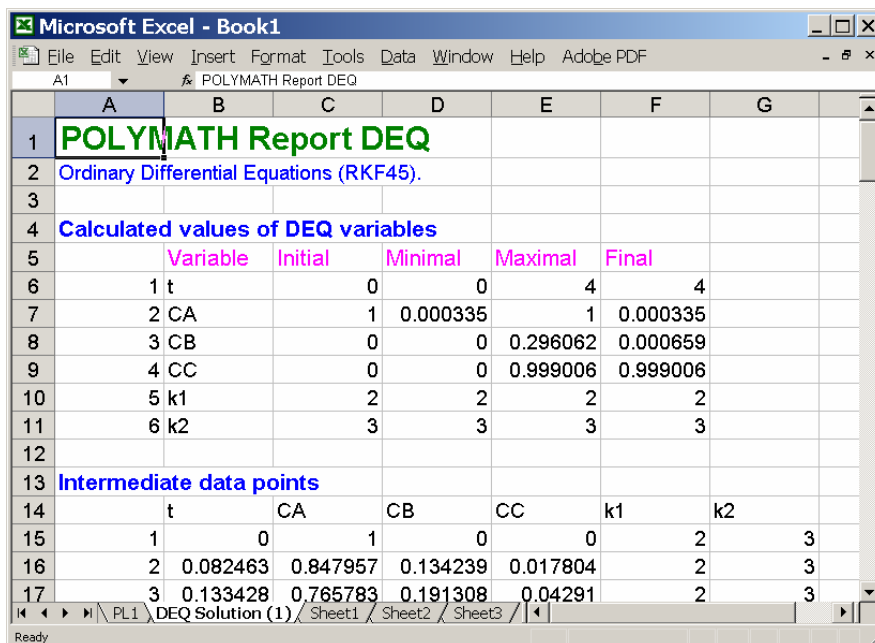 Microsoft Excel - Book1
File Edit View Insert Format Tools Data Window Help Adobe PDF
A1 fx POLYMATH Report DEQ
A B C D E F G
1 POLYMATH Report DEQ
2 Ordinary Differential Equations (RKF45).
3
4 Calculated values of DEQ variables
5 Variable Initial Minimal Maximal Final
6 1 t 0 0 4 4
7 2 CA 1 0.000335 1 0.000335
8 3 CB 0 0 0.296062 0.000659
9 4 CC 0 0 0.999006 0.999006
10 5 k1 2 2 2 2
11 6 k2 3 3 3 3
12
13 Intermediate data points
14 t CA CB CC k1 k2
15 1 0 1 0 0 2 3
16 2 0.082463 0.847957 0.134239 0.017804 2 3
17 3 0.133428 0.765783 0.191308 0.04291 2 3
PL1 DEQ Solution (1) Sheet1 Sheet2 Sheet3
Ready